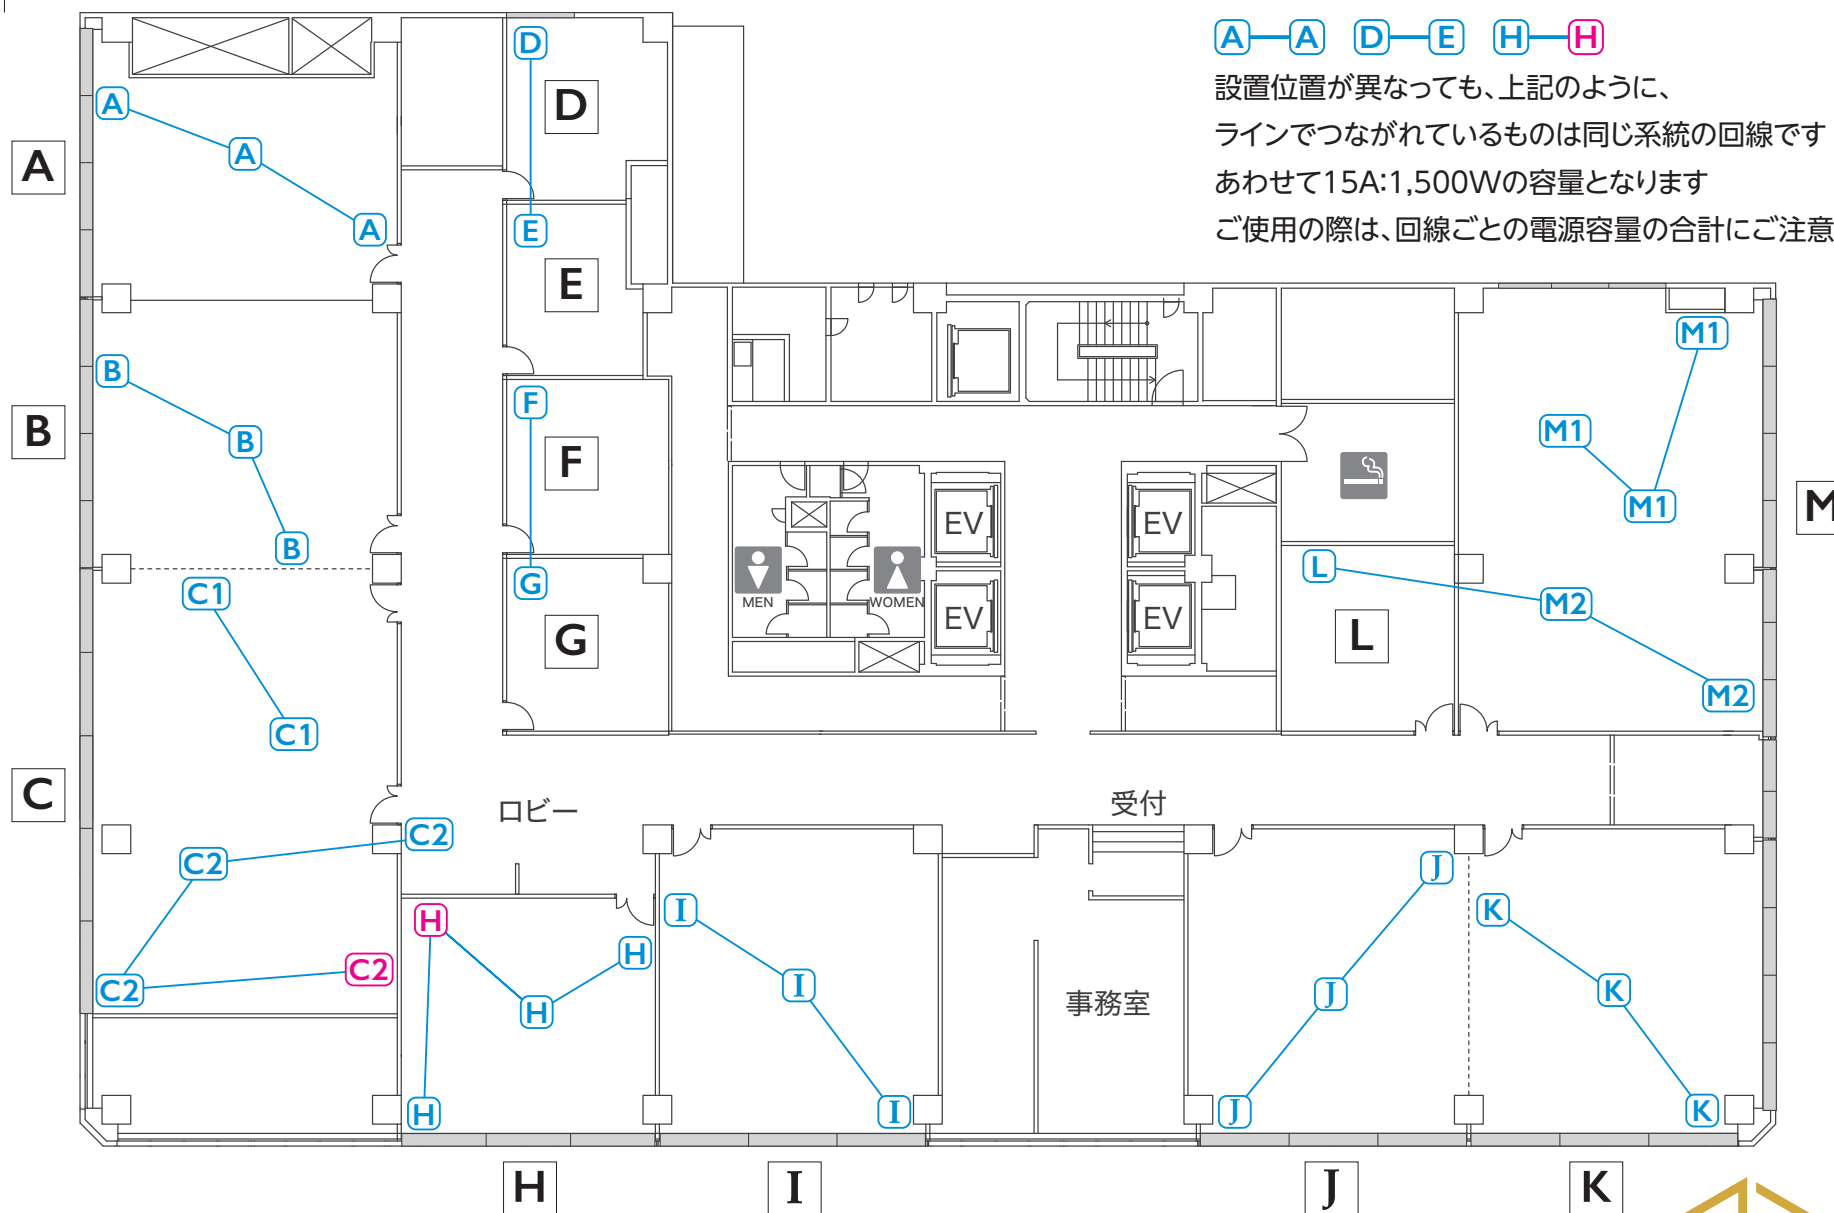 A A D E H H
設置位置が異なっても、上記のように、
ラインでつながれているものは同じ系統の回線です
あわせて15A:1,500Wの容量となります
ご使用の際は、回線ごとの電源容量の合計にご注意
D
D
A
A
A
A
E
E
M1
B
B
B
B
F
F
M1
M1
M
EV
EV
C1
G
G
MEN
WOMEN
EV
EV
L
L
M2
M2
C1
C
ロビー
受付
C2
C2
C2
C2
H
H
H
H
I
I
I
事務室
J
J
J
K
K
K
H
I
J
K